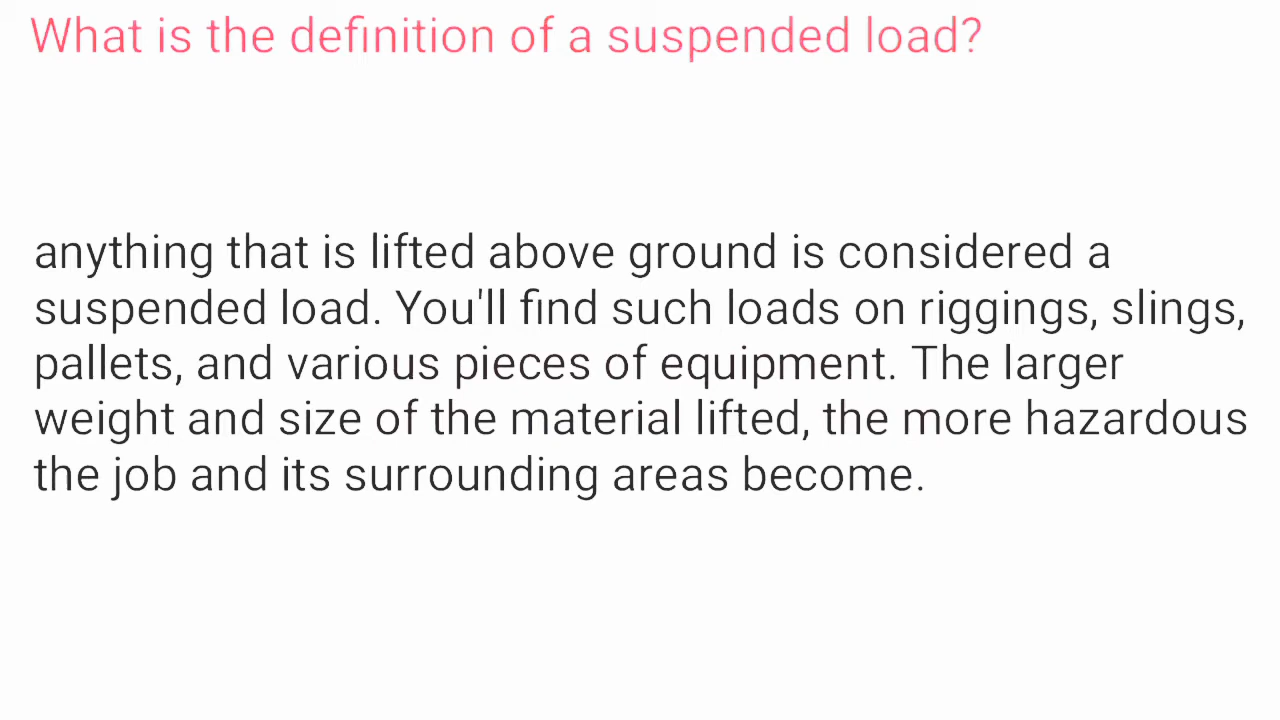 What is the definition of a suspended load?
anything that is lifted above ground is considered a
suspended load. You'll find such loads on riggings, slings,
pallets, and various pieces of equipment. The larger
weight and size of the material lifted, the more hazardous
the job and its surrounding areas become.